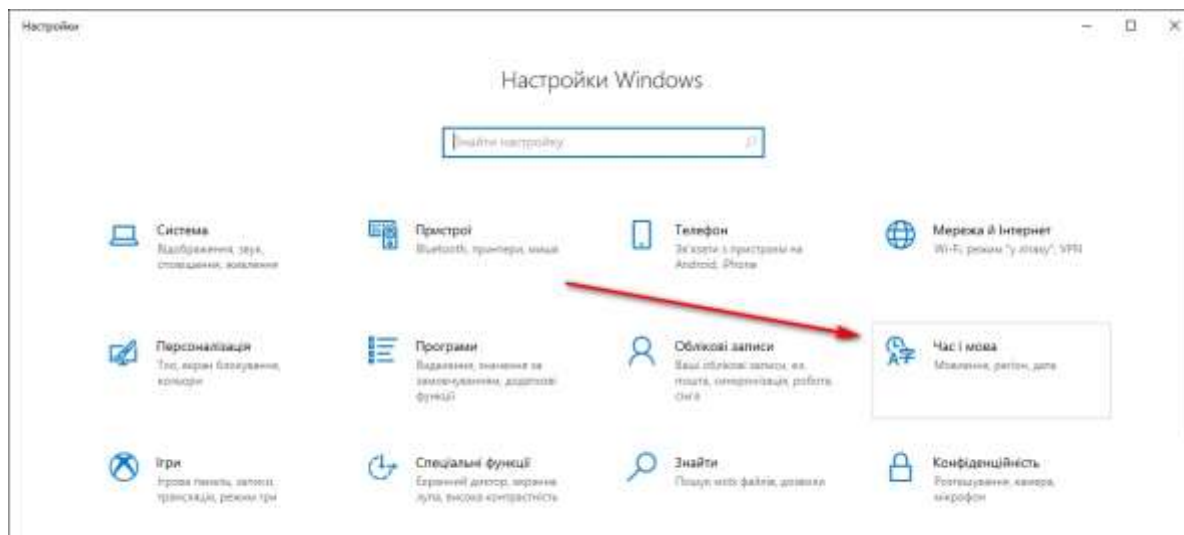 Настройки
Настройки Windows
Знайти настройку
Система
Відображення, звук,
сповіщення, живлення
Пристрої
Bluetooth, принтери, миша
Телефон
Зв'язати з пристроєм на
Android, iPhone
Мережа й Інтернет
Wi-Fi, режим "у літаку", VPN
Персоналізація
Тло, екран блокування,
кольори
Програми
Видалення, значення за
замовчуванням, додаткові
функції
Облікові записи
Ваші облікові записи, ел.
пошта, синхронізація, робота,
сім'я
Час і мова
Мовлення, регіон, дата
Ігри
Ігрова панель, записи,
трансляція, режим гри
Спеціальні функції
Екранний диктор, екранна
лупа, висока контрастність
Знайти
Пошук моїх файлів, дозволи
Конфіденційність
Розташування, камера,
мікрофон